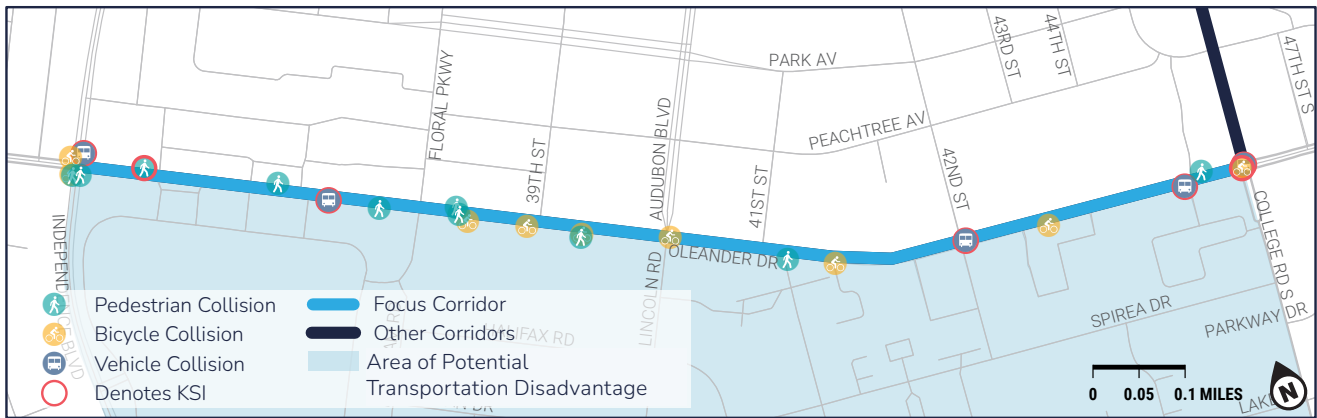 PARK AV
43RD ST
44TH ST
47TH ST S
FLORAL PKWY
39TH ST
AUDUBON BLVD
41ST ST
PEACHTREE AV
42ND ST
OLEANDER DR
LINCOLN RD
INDEPENDENCE BLVD
HALIFAX RD
SPIREA DR
PARKWAY DR
COLLEGE RD S
Pedestrian Collision
Bicycle Collision
Vehicle Collision
Denotes KSI
Focus Corridor
Other Corridors
Area of Potential
Transportation Disadvantage
0 0.05 0.1 MILES
N